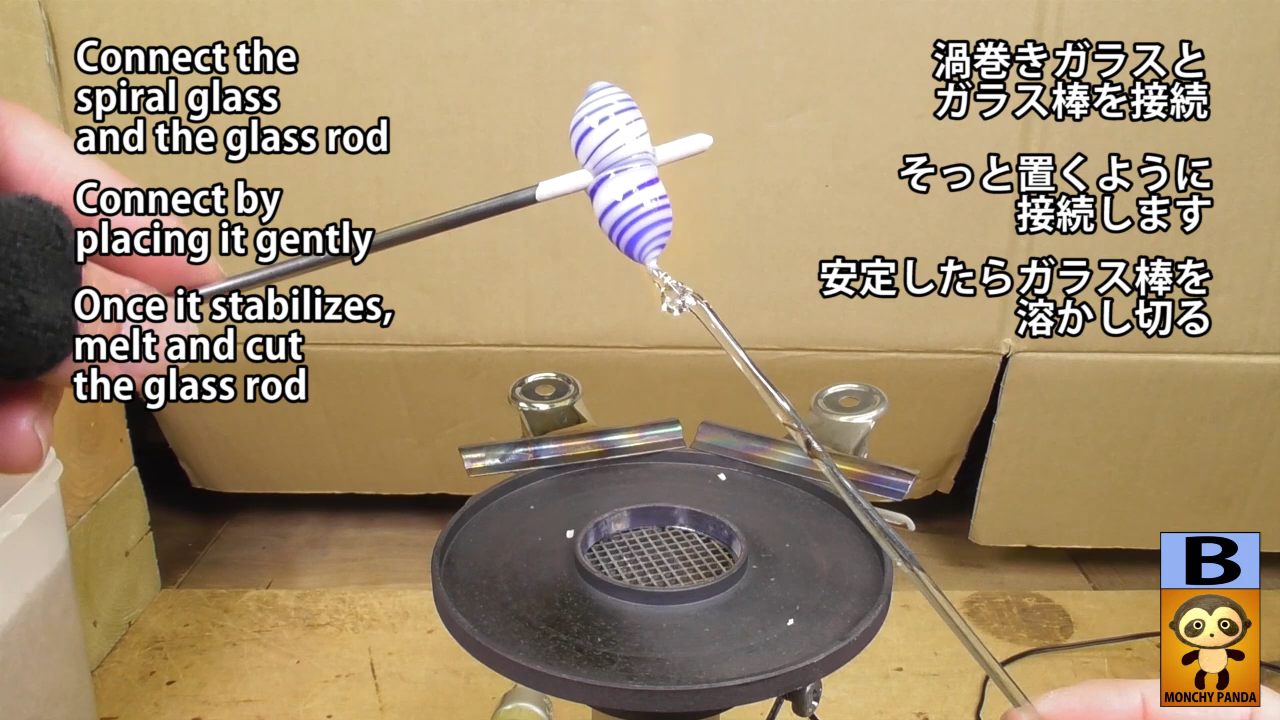 Connect the
spiral glass
and the glass rod
Connect by
placing it gently
Once it stabilizes,
melt and cut
the glass rod
渦巻きガラスと
ガラス棒を接続
そっと置くように
接続します
安定したらガラス棒を
溶かし切る
B
MONCHY PANDA